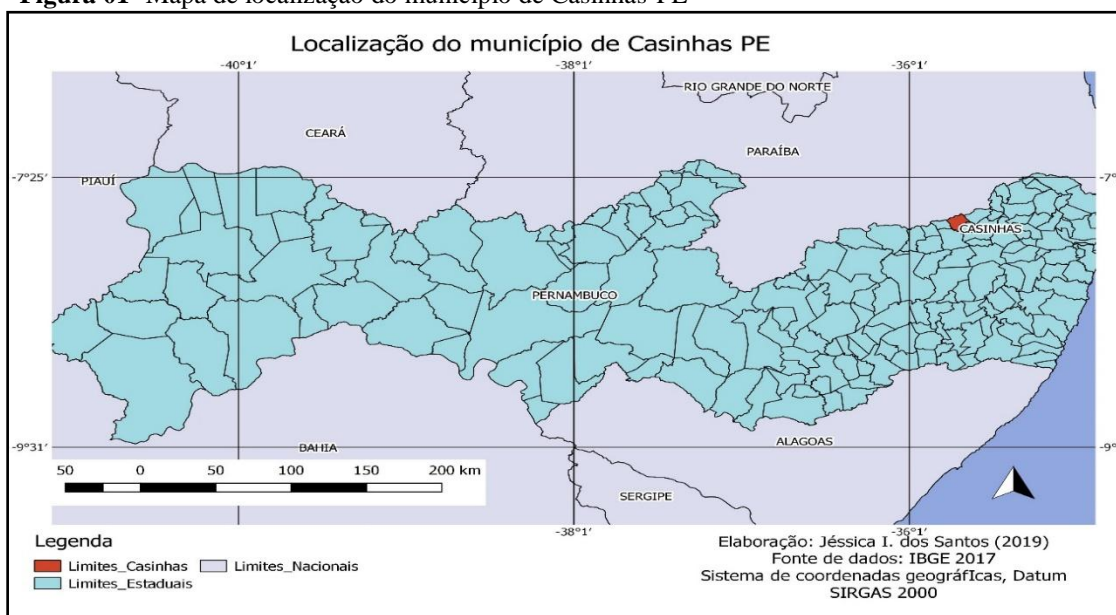 Figura 01- Mapa de localização do município de Casinhas-PE
Localização do município de Casinhas PE
-40°1′
-38°1′
-36°1′
RIO GRANDE DO NORTE
CEARÁ
PARAÍBA
-7°25′
PIAUÍ
-7°
CASINHAS
PERNAMBUCO
-9°31′
BAHIA
ALAGOAS
-9°
50 0 50 100 150 200 km
SERGIPE
-38°1′
-36°1′
Legenda
Limites_Casinhas
Limites_Nacionais
Limites_Estaduais
Elaboração: Jéssica I. dos Santos (2019)
Fonte de dados: IBGE 2017
Sistema de coordenadas geográfIcas, Datum
SIRGAS 2000